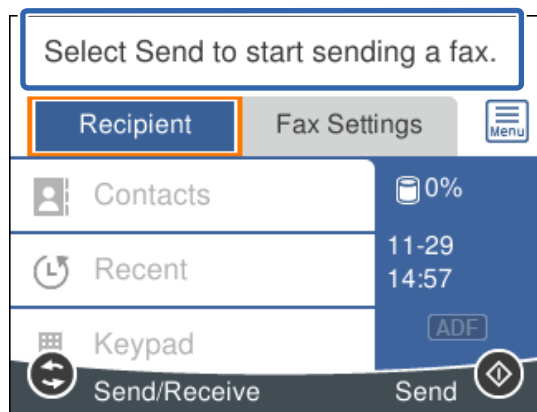 Select Send to start sending a fax.
Recipient
Fax Settings
Menu
Contacts
0%
Recent
11-29
14:57
Keypad
ADF
Send/Receive
Send